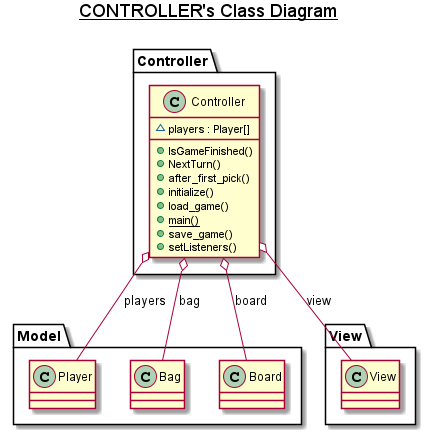 CONTROLLER's Class Diagram
Controller
C Controller
players : Player[]
IsGameFinished()
NextTurn()
after_first_pick()
initialize()
load_game()
main()
save_game()
setListeners()
players bag board view
Model View
C Player C Bag C Board C View